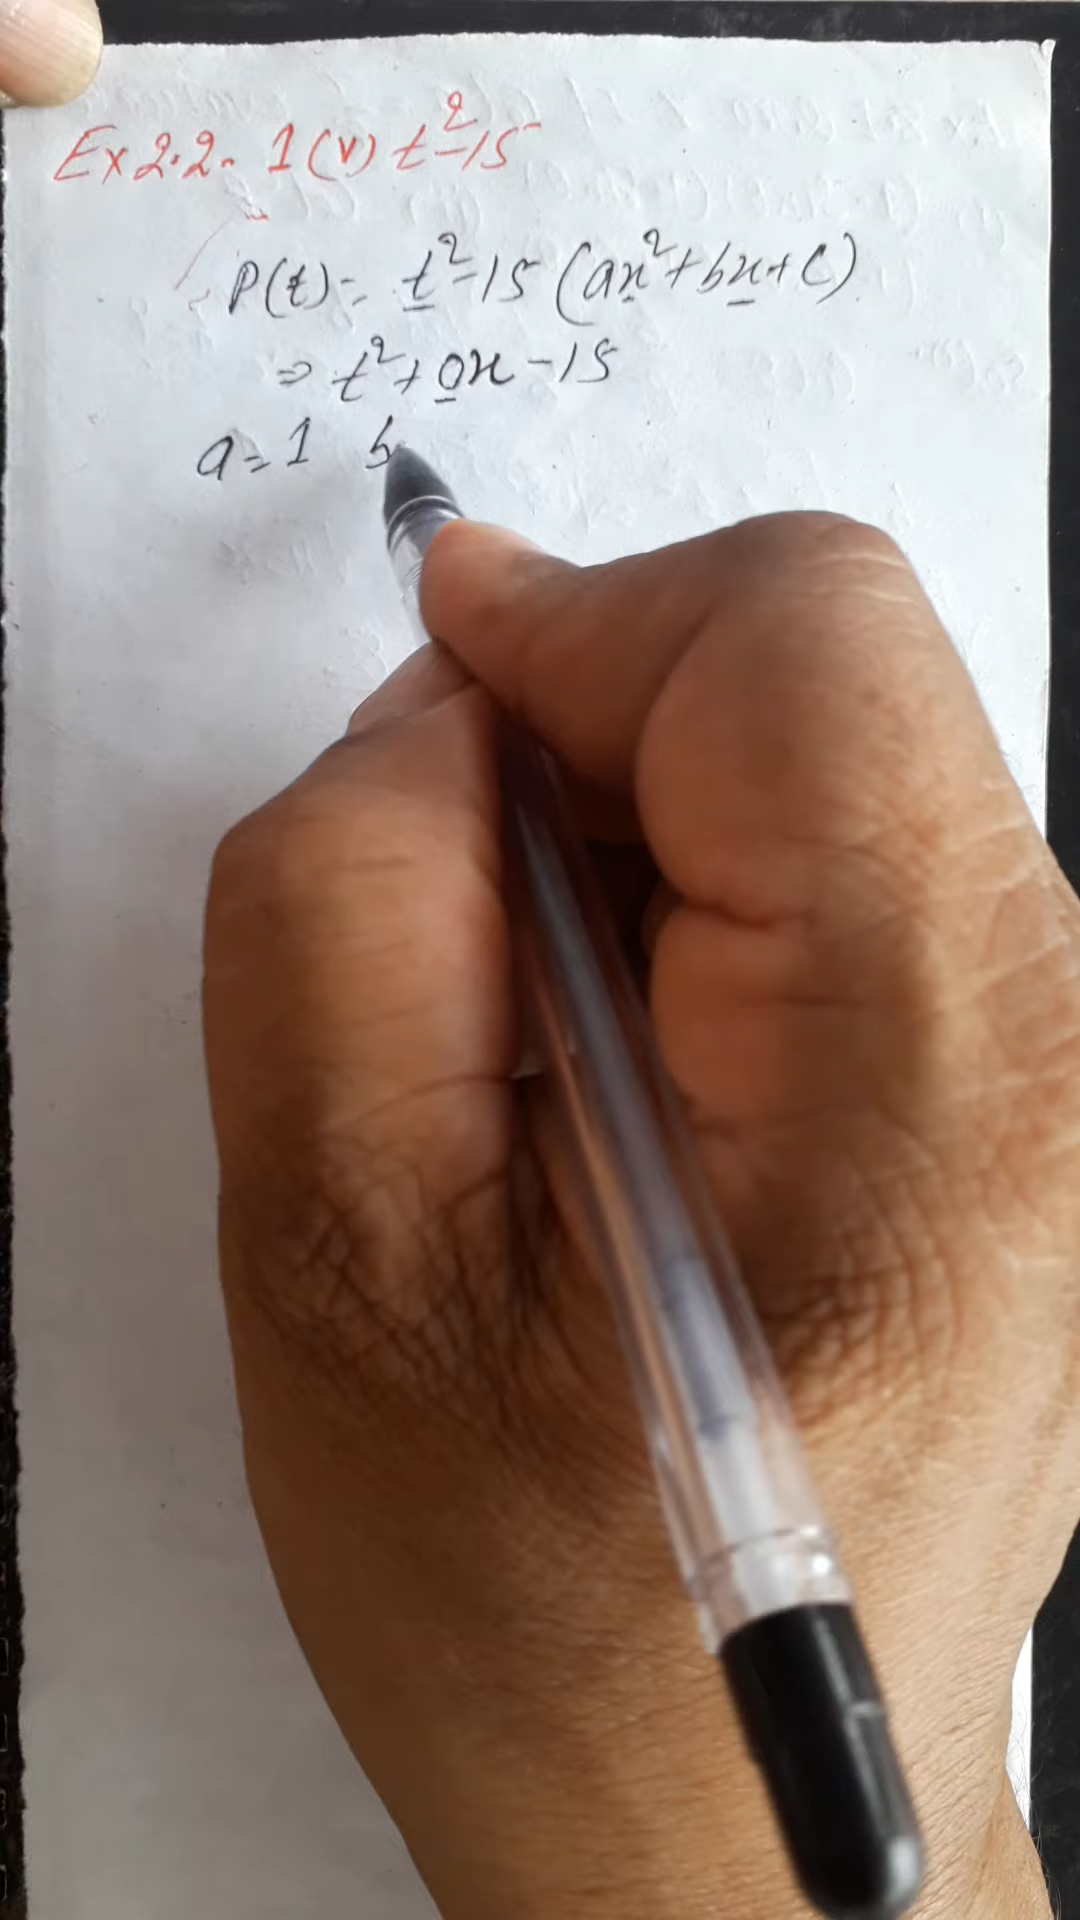 Ex 2.2. 1 (v) t²-15
P(t) = t²-15 (ax²+bx+c)
⇒ t²+0x-15
a=1 b